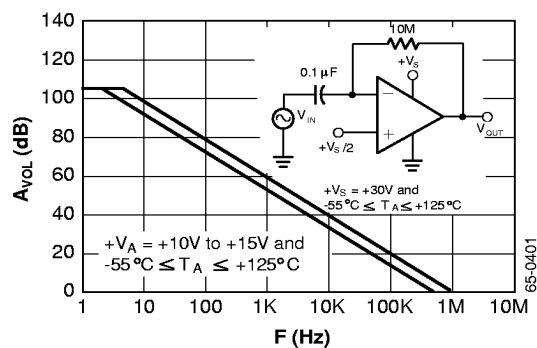 140
120
100
80
60
40
20
0
A_VOL (dB)
10M
+V_S
0.1 µF
V_IN
−
+
+V_S/2
V_OUT
+V_S = +30V and
-55°C ≤ T_A ≤ +125°C
+V_A = +10V to +15V and
-55°C ≤ T_A ≤ +125°C
1 10 100 1K 10K 100K 1M 10M
F (Hz)
65-0401